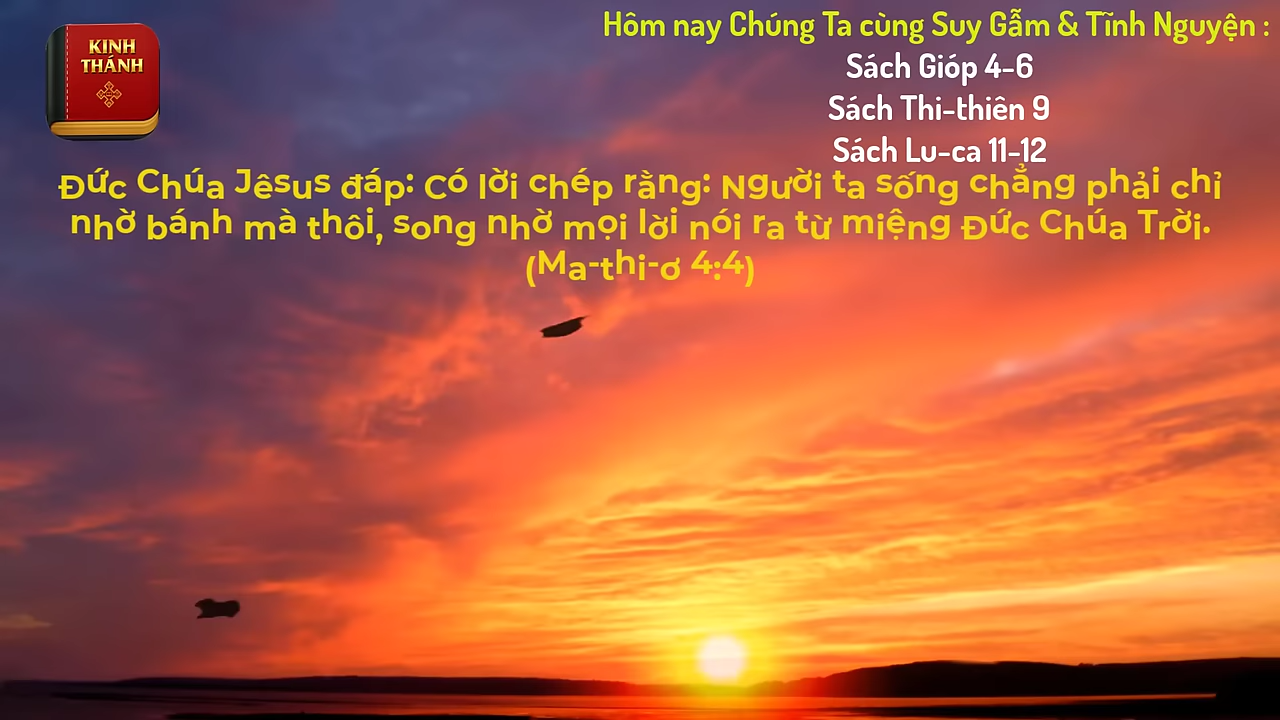 KINH
THÁNH
Hôm nay Chúng Ta cùng Suy Gẫm & Tĩnh Nguyện :
Sách Gióp 4-6
Sách Thi-thiên 9
Sách Lu-ca 11-12
Đức Chúa Jêsus đáp: Có lời chép rằng: Người ta sống chẳng phải chỉ
nhờ bánh mà thôi, song nhờ mọi lời nói ra từ miệng Đức Chúa Trời.
(Ma-thi-ơ 4:4)